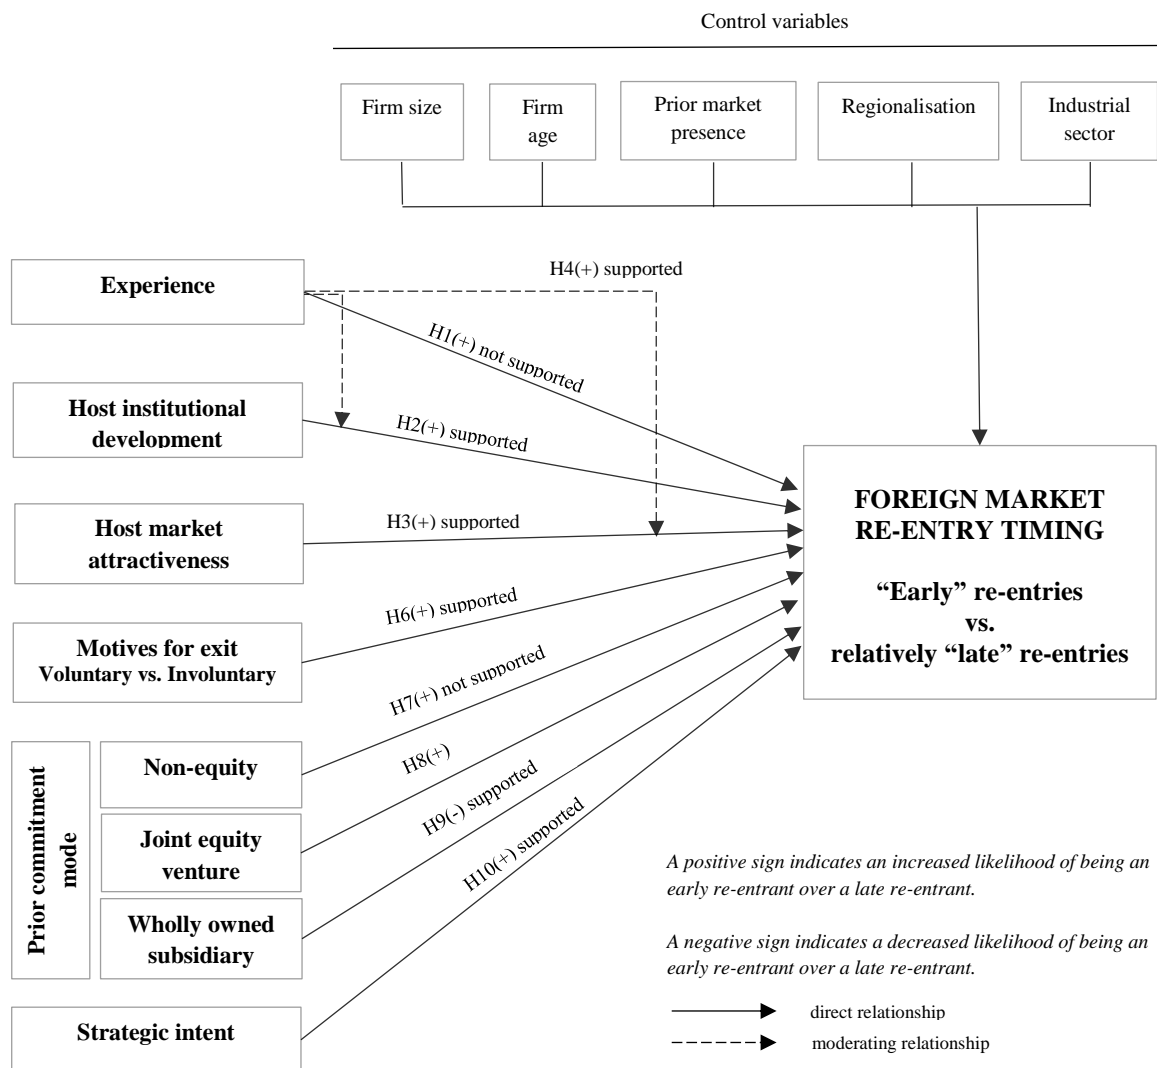 Control variables
Firm size
Firm
age
Prior market
presence
Regionalisation
Industrial
sector
Experience
H4(+) supported
H1(+) not supported
Host institutional
development
H2(+) supported
Host market
attractiveness
H3(+) supported
FOREIGN MARKET
RE-ENTRY TIMING
“Early” re-entries
vs.
relatively “late” re-entries
Motives for exit
Voluntary vs. Involuntary
H6(+) supported
Prior commitment
mode
Non-equity
H7(+) not supported
Joint equity
venture
H8(+)
Wholly owned
subsidiary
H9(-) supported
Strategic intent
H10(+) supported
A positive sign indicates an increased likelihood of being an
early re-entrant over a late re-entrant.
A negative sign indicates a decreased likelihood of being an
early re-entrant over a late re-entrant.
direct relationship
moderating relationship